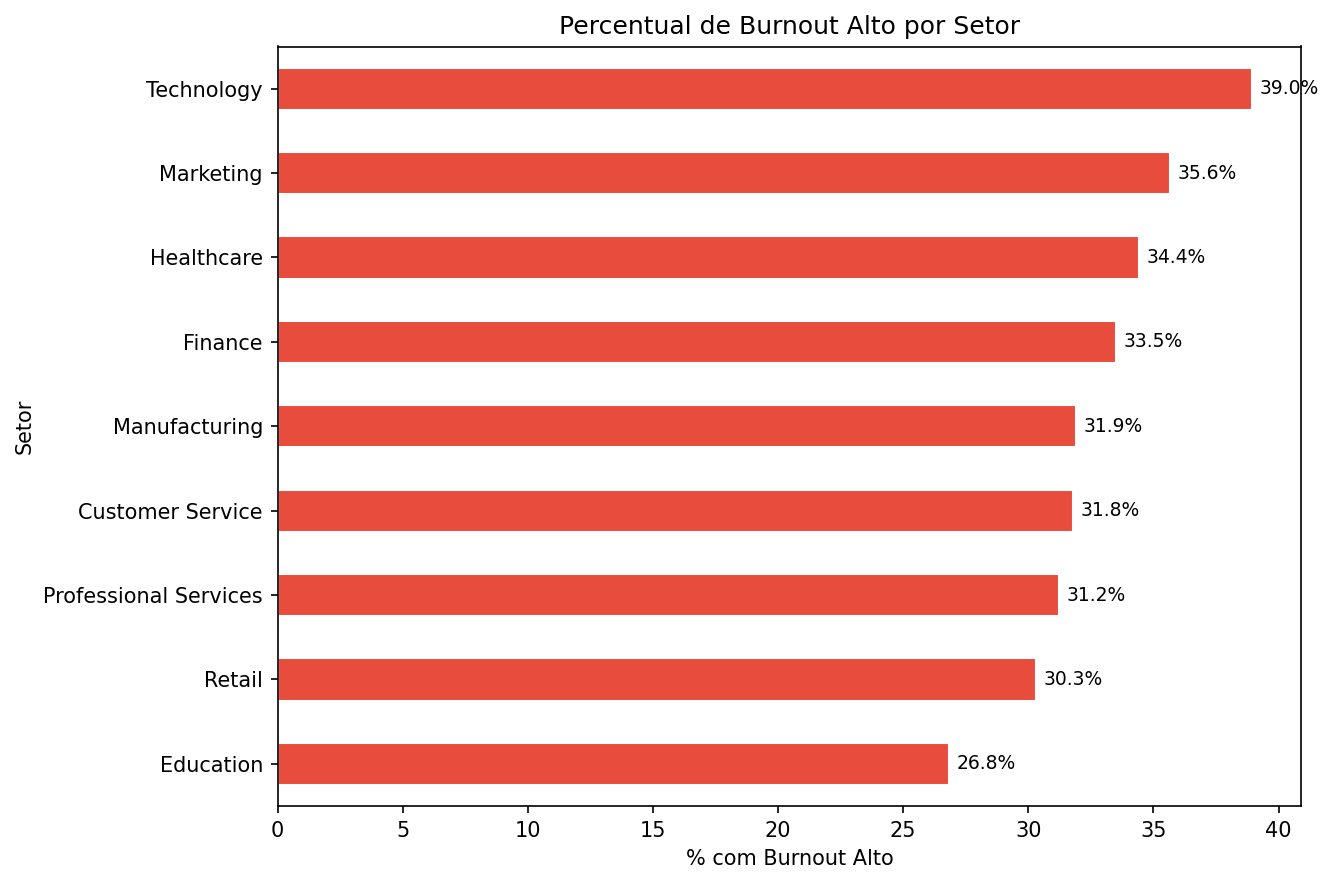 Percentual de Burnout Alto por Setor
Technology 39.0%
Marketing 35.6%
Healthcare 34.4%
Finance 33.5%
Manufacturing 31.9%
Customer Service 31.8%
Professional Services 31.2%
Retail 30.3%
Education 26.8%
Setor
0 5 10 15 20 25 30 35 40
% com Burnout Alto